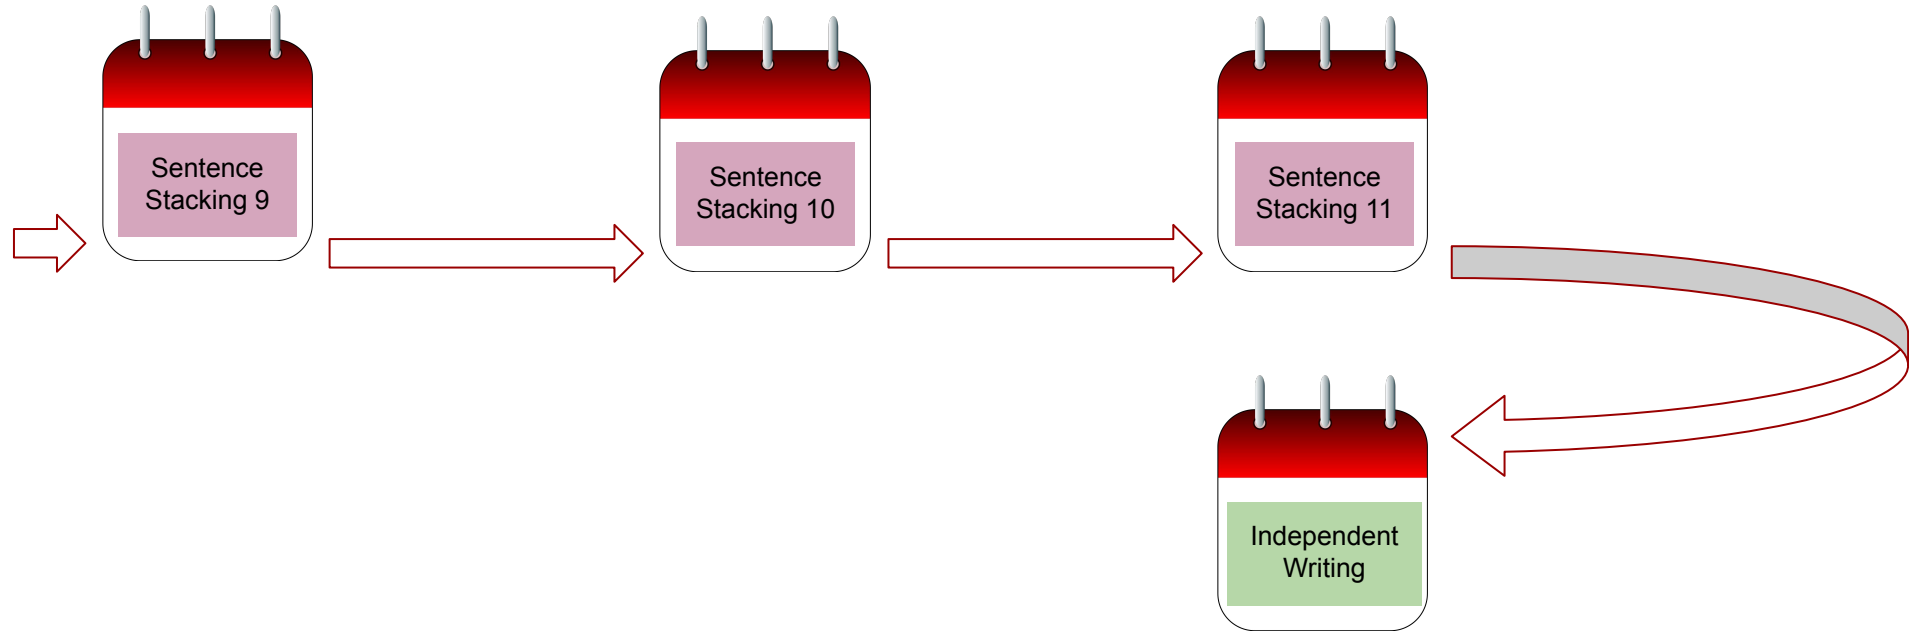 Sentence
Stacking 9
Sentence
Stacking 10
Sentence
Stacking 11
Independent
Writing